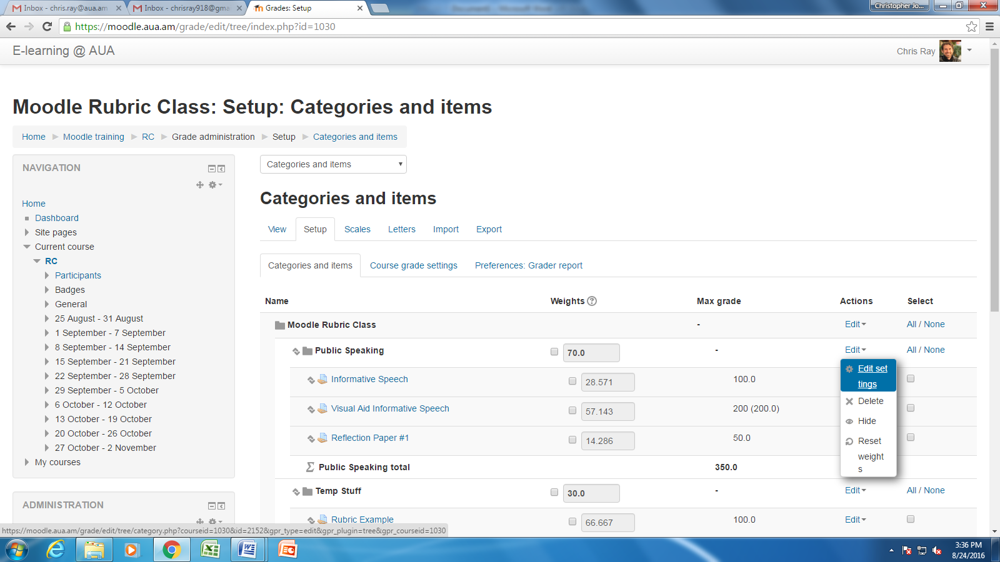 Inbox - chris.ray@aua.am
Inbox - chrisray918@gma
Grades: Setup
Christopher Jo...
https://moodle.aua.am/grade/edit/tree/index.php?id=1030
E-learning @ AUA
Chris Ray
Moodle Rubric Class: Setup: Categories and items
Home Moodle training RC Grade administration Setup Categories and items
NAVIGATION
Home
Dashboard
Site pages
Current course
RC
Participants
Badges
General
25 August - 31 August
1 September - 7 September
8 September - 14 September
15 September - 21 September
22 September - 28 September
29 September - 5 October
6 October - 12 October
13 October - 19 October
20 October - 26 October
27 October - 2 November
My courses
ADMINISTRATION
Categories and items
Categories and items
View Setup Scales Letters Import Export
Categories and items Course grade settings Preferences: Grader report
Name Weights ? Max grade Actions Select
Moodle Rubric Class - Edit All / None
Public Speaking 70.0 - Edit All / None
Informative Speech 28.571 100.0
Visual Aid Informative Speech 57.143 200 (200.0)
Reflection Paper #1 14.286 50.0
Public Speaking total 350.0
Edit set
tings
Delete
Hide
Reset
weight
s
Temp Stuff 30.0 - Edit All / None
Rubric Example 66.667 100.0 Edit
https://moodle.aua.am/grade/edit/tree/category.php?courseid=1030&id=2152&gpr_type=edit&gpr_plugin=tree&gpr_courseid=1030
3:36 PM
8/24/2016